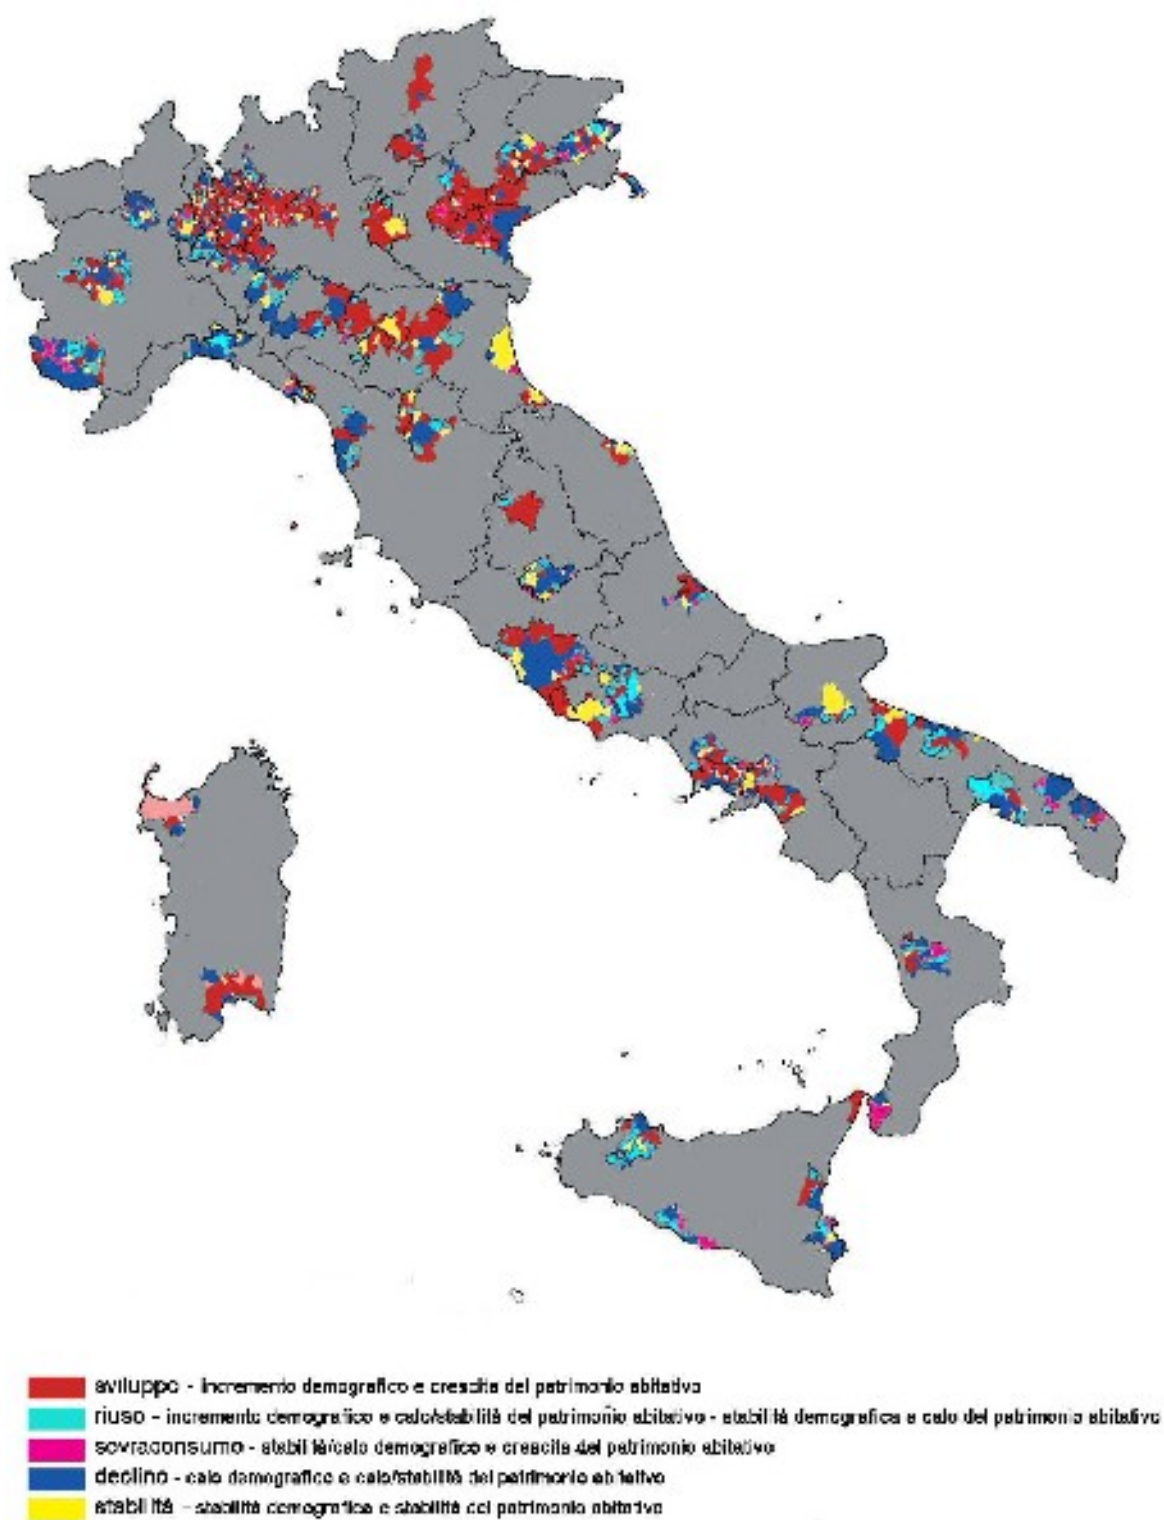 sviluppo - incremento demografico e crescita del patrimonio abitativo
riuso - incremento demografico e calo/stabilità del patrimonio abitativo - stabilità demografica e calo del patrimonio abitativo
sovraconsumo - stabilità/calo demografico e crescita del patrimonio abitativo
declino - calo demografico e calo/stabilità del patrimonio abitativo
stabilità - stabilità demografica e stabilità del patrimonio abitativo